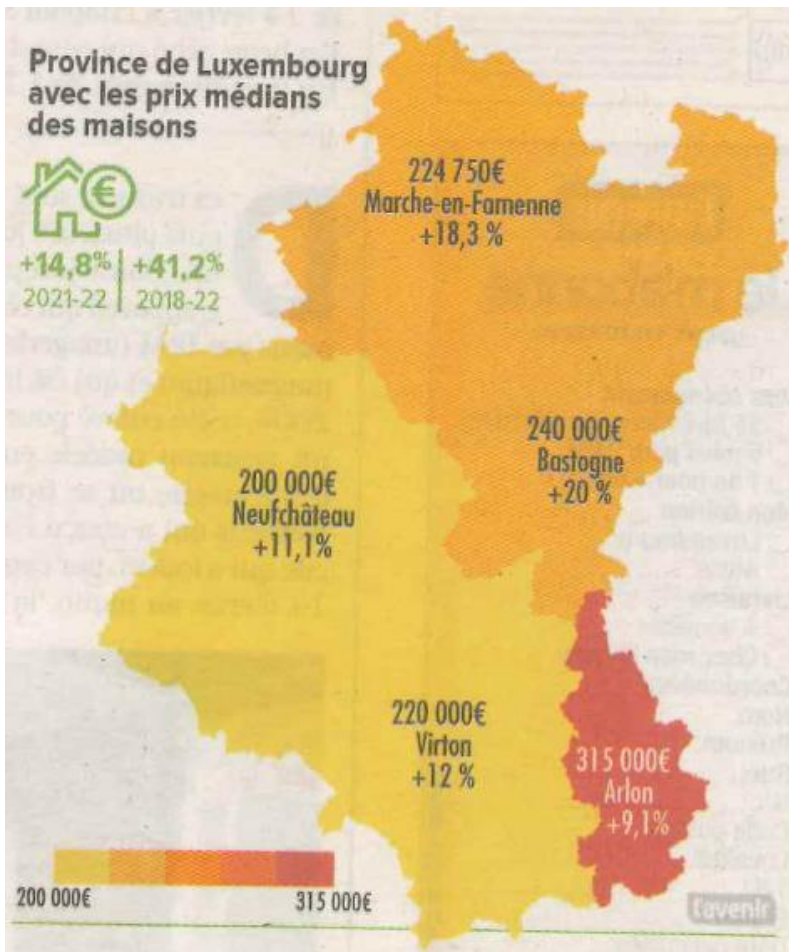 Province de Luxembourg
avec les prix médians
des maisons
€
+14,8% +41,2%
2021-22 2018-22
224 750€
Marche-en-Famenne
+18,3 %
240 000€
Bastogne
+20 %
200 000€
Neufchâteau
+11,1%
220 000€
Virton
+12 %
315 000€
Arlon
+9,1%
200 000€ 315 000€
l'avenir